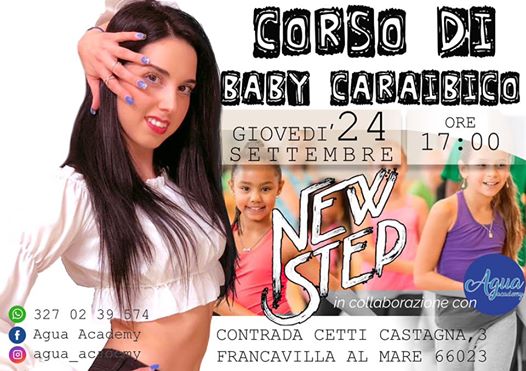 CORSO DI
BABY CARAIBICO
GIOVEDI' 24
SETTEMBRE
ORE
17:00
NEW
STEP
in collaborazione con
Agua
academy
327 02 39 574
Agua Academy
agua_academy
CONTRADA CETTI CASTAGNA,3
FRANCAVILLA AL MARE 66023